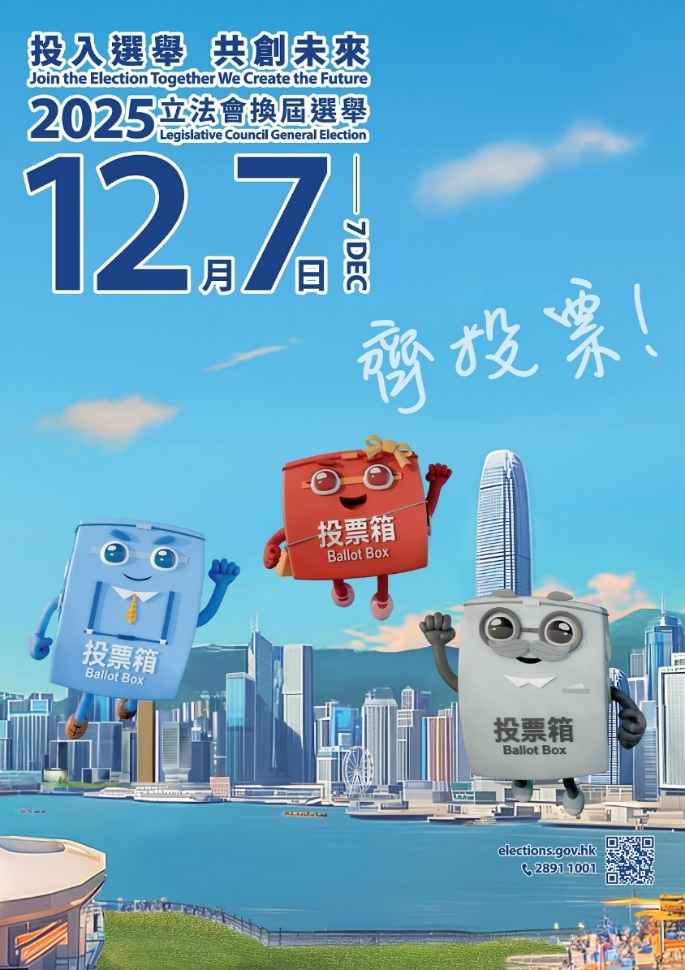 投入選舉 共創未來
Join the Election Together We Create the Future
2025立法會換屆選舉
Legislative Council General Election
12月7日
7 DEC
齊投票!
投票箱
Ballot Box
投票箱
Ballot Box
投票箱
Ballot Box
elections.gov.hk
2891 1001